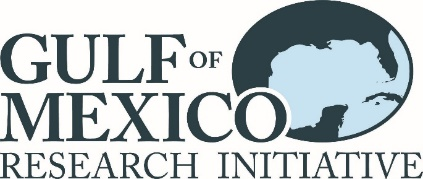 GULF OF
MEXICO
RESEARCH INITIATIVE